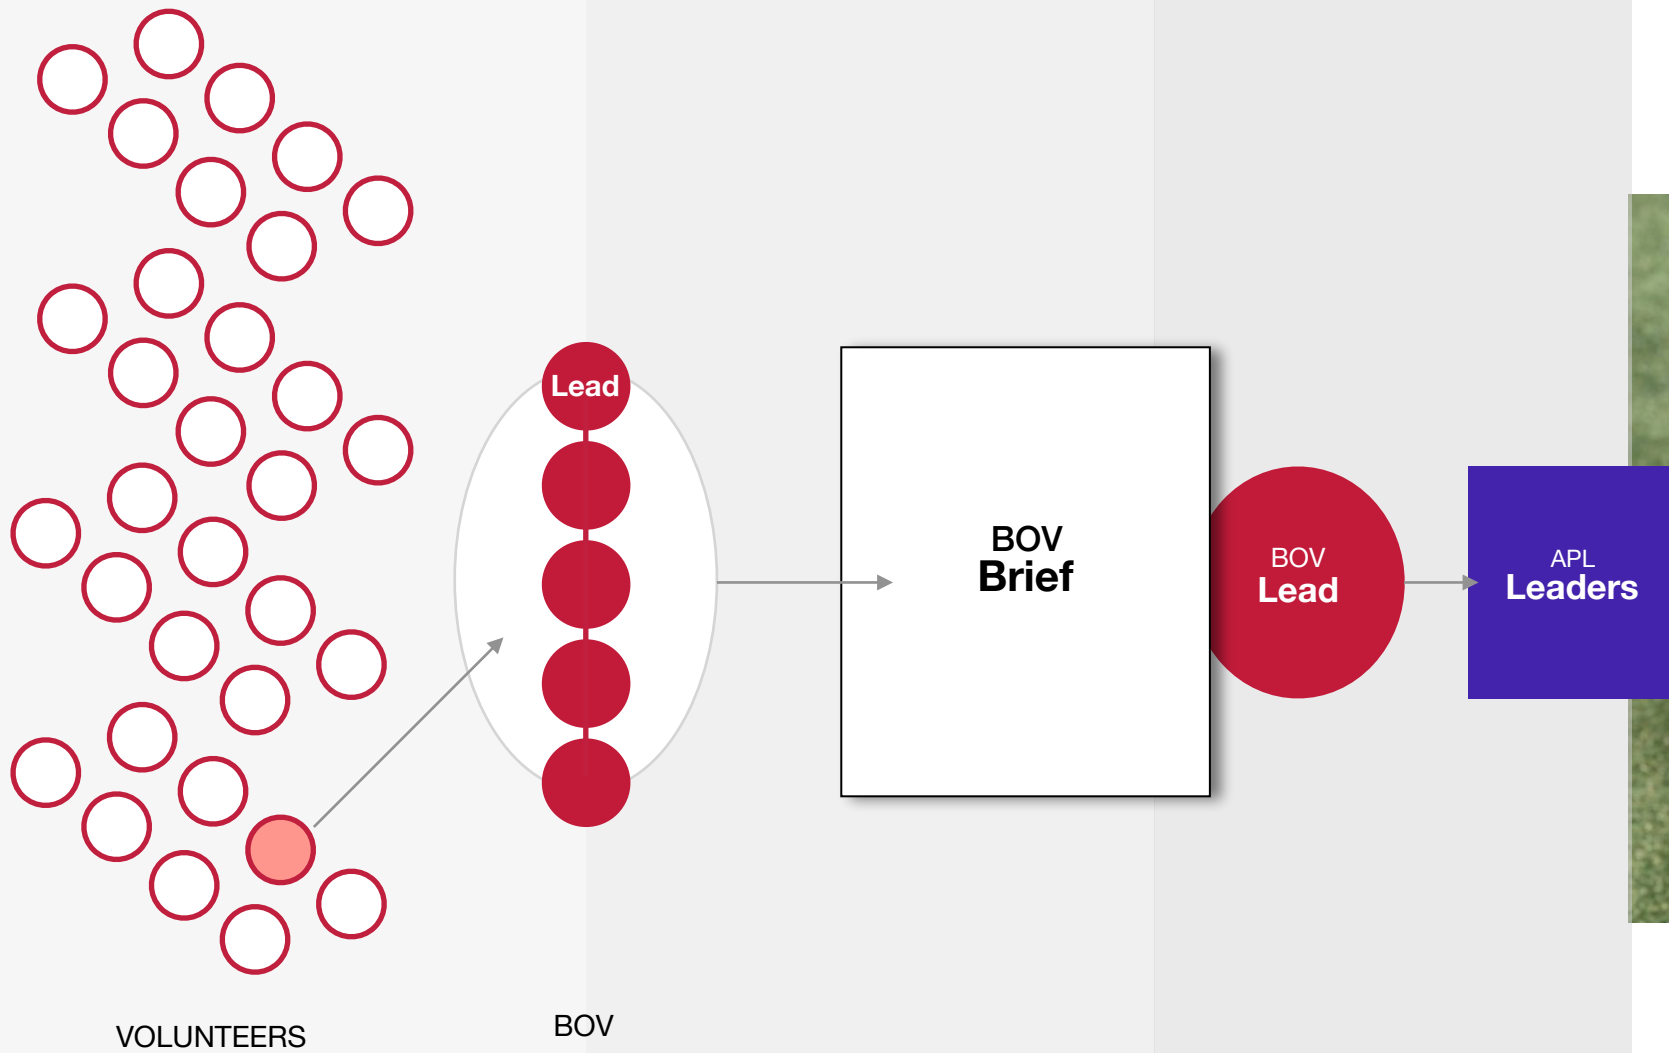 Lead
BOV
Brief
BOV
Lead
APL
Leaders
VOLUNTEERS
BOV